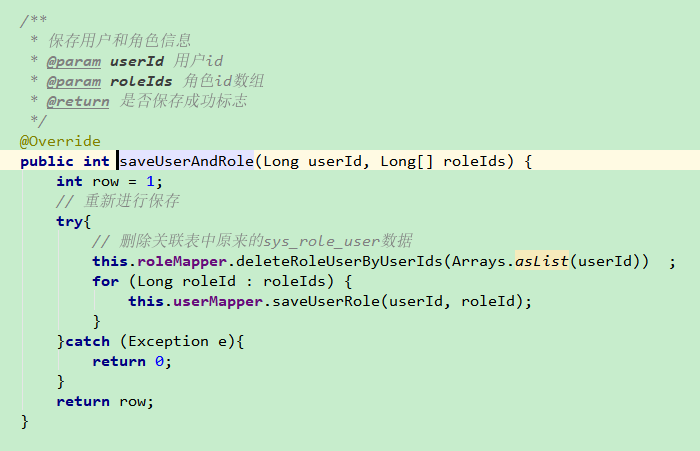 /**
 * 保存用户和角色信息
 * @param userId 用户id
 * @param roleIds 角色id数组
 * @return 是否保存成功标志
 */
@Override
public int saveUserAndRole(Long userId, Long[] roleIds) {
    int row = 1;
    // 重新进行保存
    try{
        // 删除关联表中原来的sys_role_user数据
        this.roleMapper.deleteRoleUserByUserIds(Arrays.asList(userId))  ;
        for (Long roleId : roleIds) {
            this.userMapper.saveUserRole(userId, roleId);
        }
    }catch (Exception e){
        return 0;
    }
    return row;
}